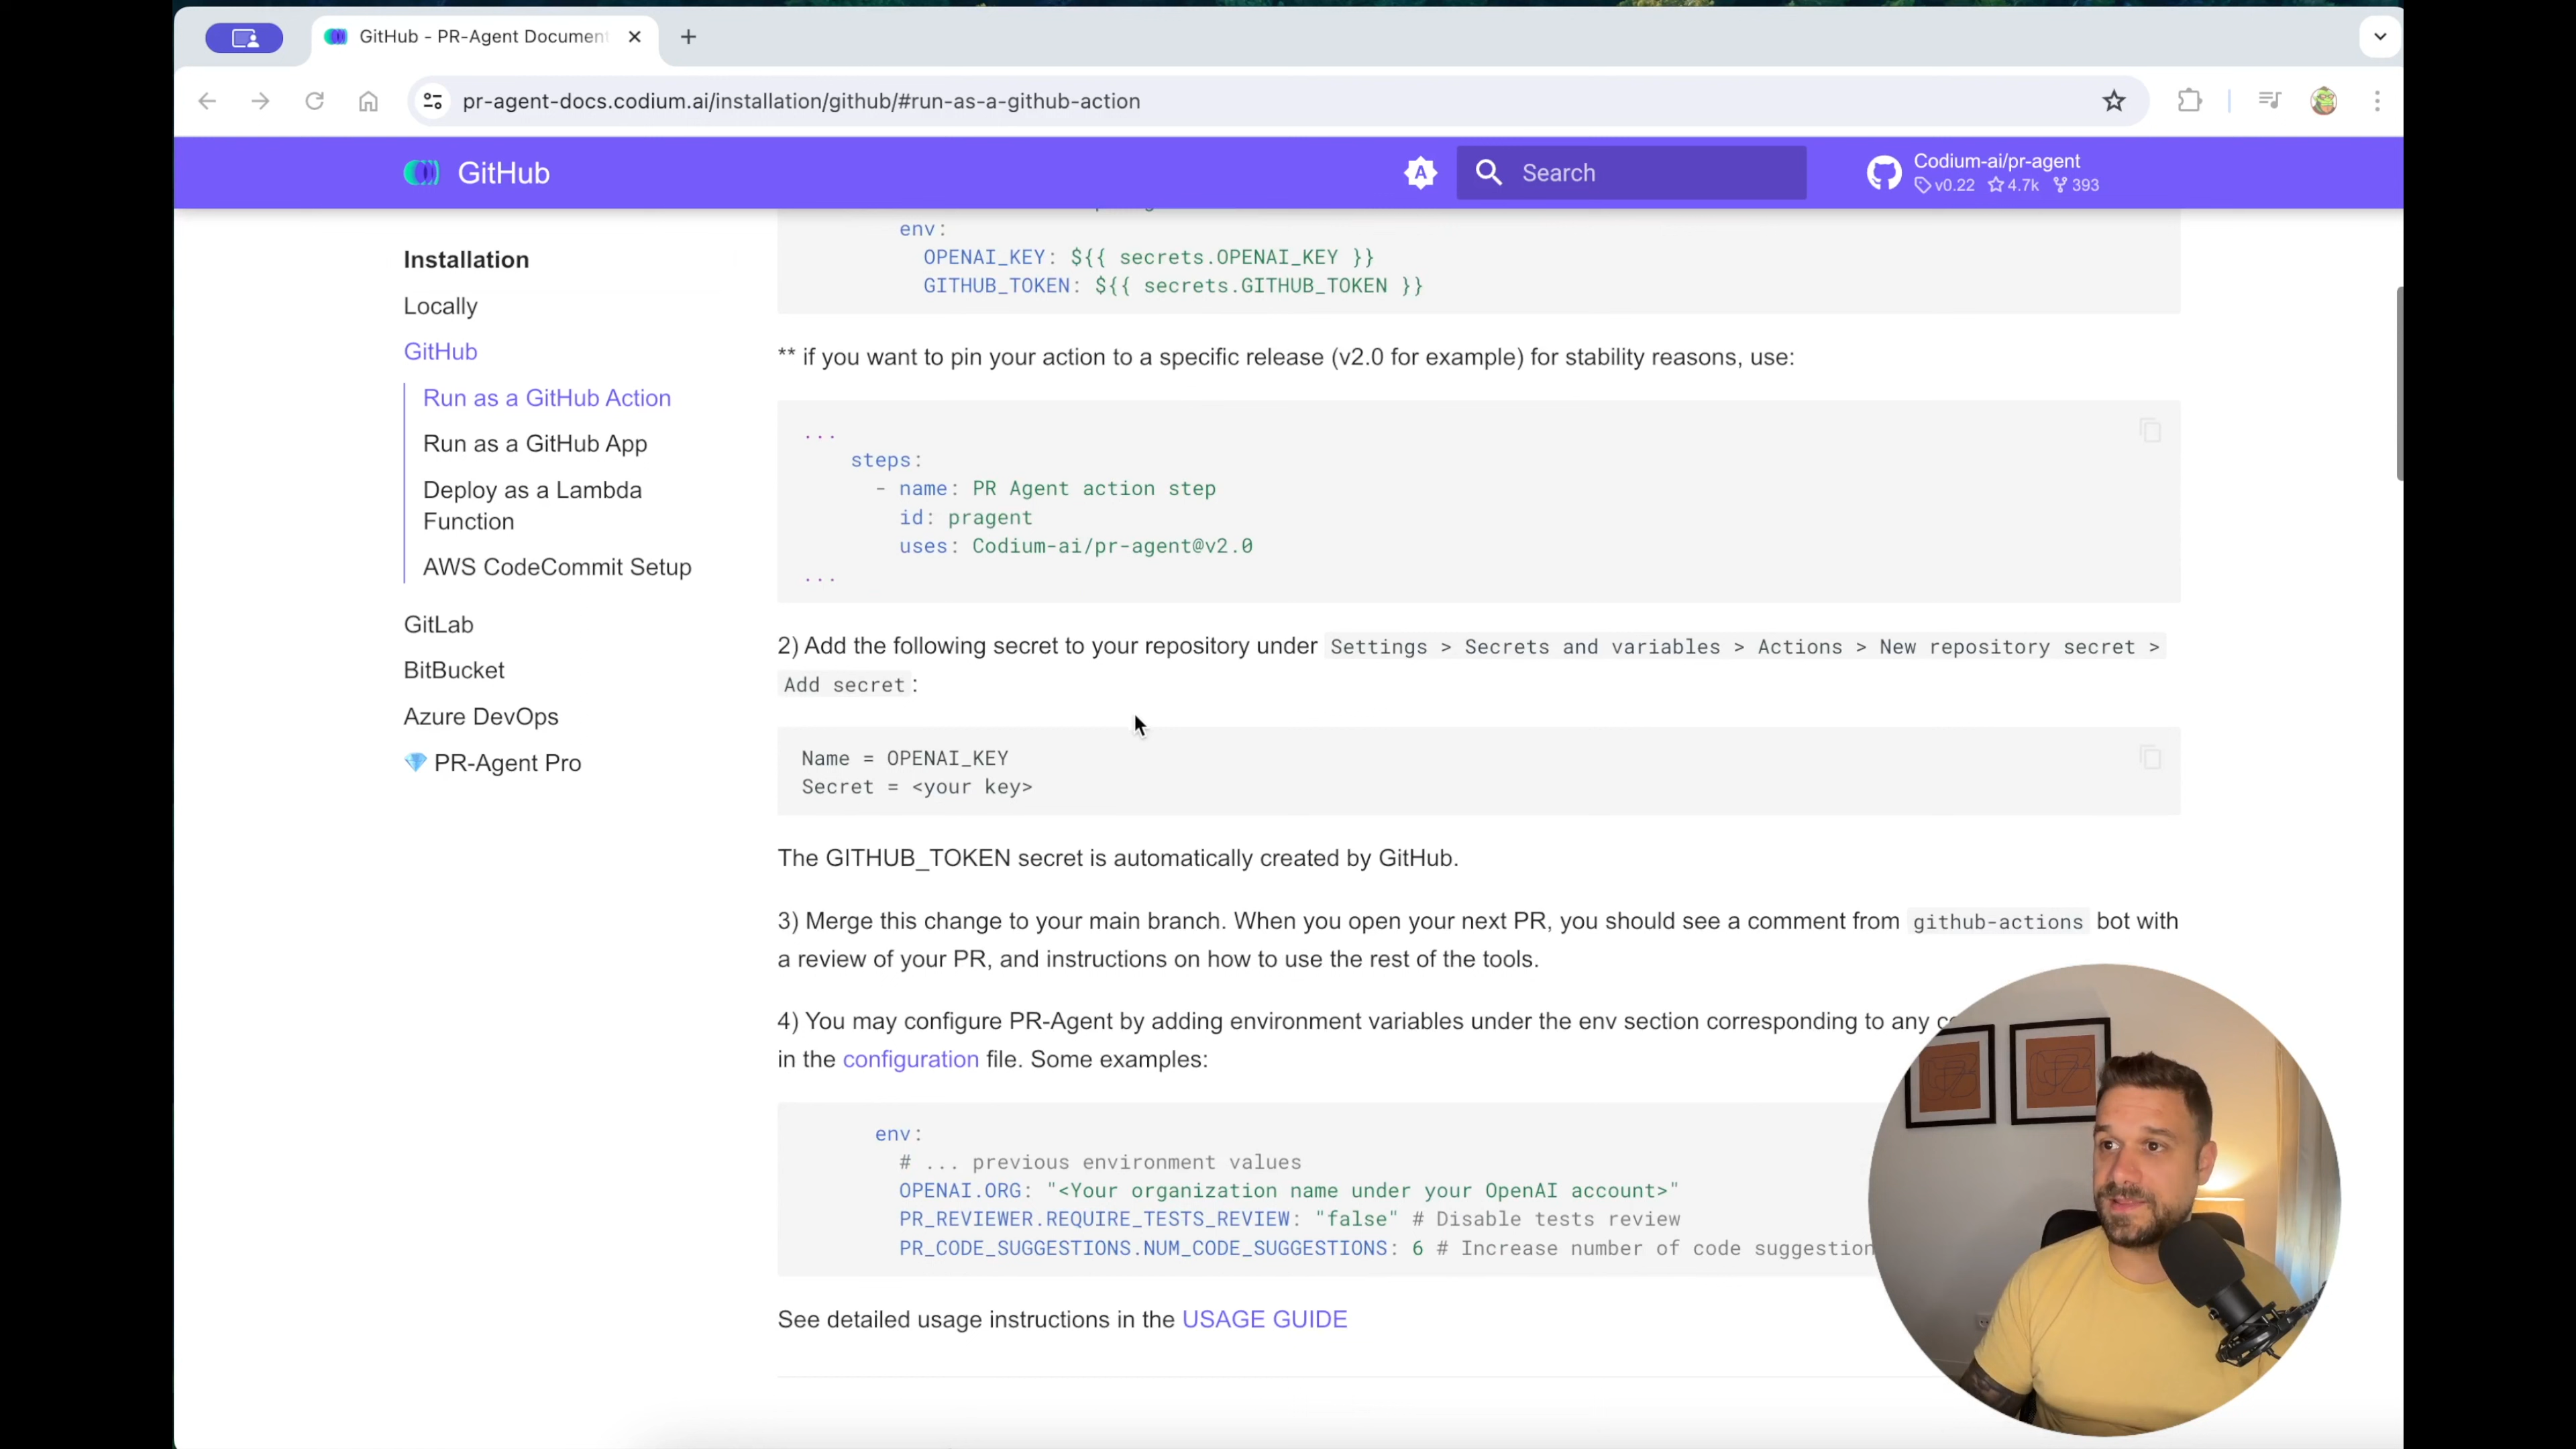 GitHub - PR-Agent Document
pr-agent-docs.codium.ai/installation/github/#run-as-a-github-action
GitHub
A
Search
Codium-ai/pr-agent
v0.22 4.7k 393
Installation
Locally
GitHub
Run as a GitHub Action
Run as a GitHub App
Deploy as a Lambda
Function
AWS CodeCommit Setup
GitLab
BitBucket
Azure DevOps
PR-Agent Pro
env:
OPENAI_KEY: ${{ secrets.OPENAI_KEY }}
GITHUB_TOKEN: ${{ secrets.GITHUB_TOKEN }}
** if you want to pin your action to a specific release (v2.0 for example) for stability reasons, use:
...
steps:
- name: PR Agent action step
id: pragent
uses: Codium-ai/pr-agent@v2.0
...
2) Add the following secret to your repository under Settings > Secrets and variables > Actions > New repository secret >
Add secret:
Name = OPENAI_KEY
Secret = <your key>
The GITHUB_TOKEN secret is automatically created by GitHub.
3) Merge this change to your main branch. When you open your next PR, you should see a comment from github-actions bot with
a review of your PR, and instructions on how to use the rest of the tools.
4) You may configure PR-Agent by adding environment variables under the env section corresponding to any
in the configuration file. Some examples:
env:
# ... previous environment values
OPENAI.ORG: "<Your organization name under your OpenAI account>"
PR_REVIEWER.REQUIRE_TESTS_REVIEW: "false" # Disable tests review
PR_CODE_SUGGESTIONS.NUM_CODE_SUGGESTIONS: 6 # Increase number of code suggestion
See detailed usage instructions in the USAGE GUIDE